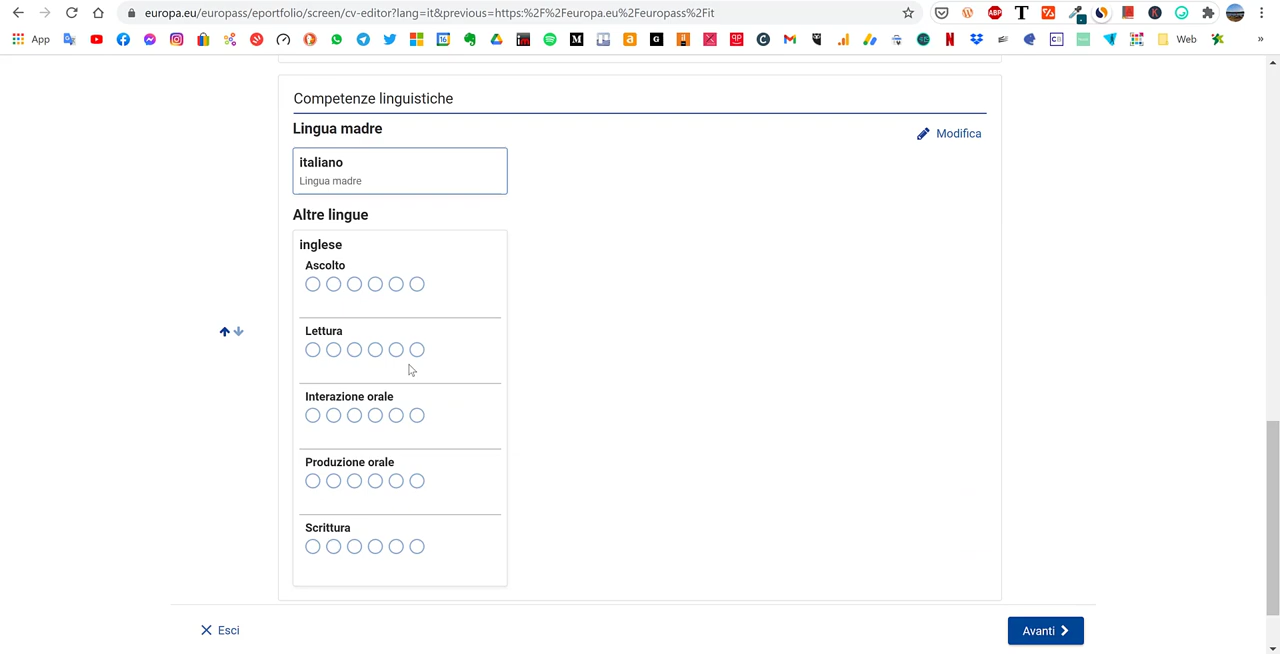 europa.eu/europass/eportfolio/screen/cv-editor?lang=it&previous=https:%2F%2Feuropa.eu%2Feuropass%2Fit
App
Web
»
Competenze linguistiche
Lingua madre
Modifica
italiano
Lingua madre
Altre lingue
inglese
Ascolto
Lettura
Interazione orale
Produzione orale
Scrittura
Esci
Avanti